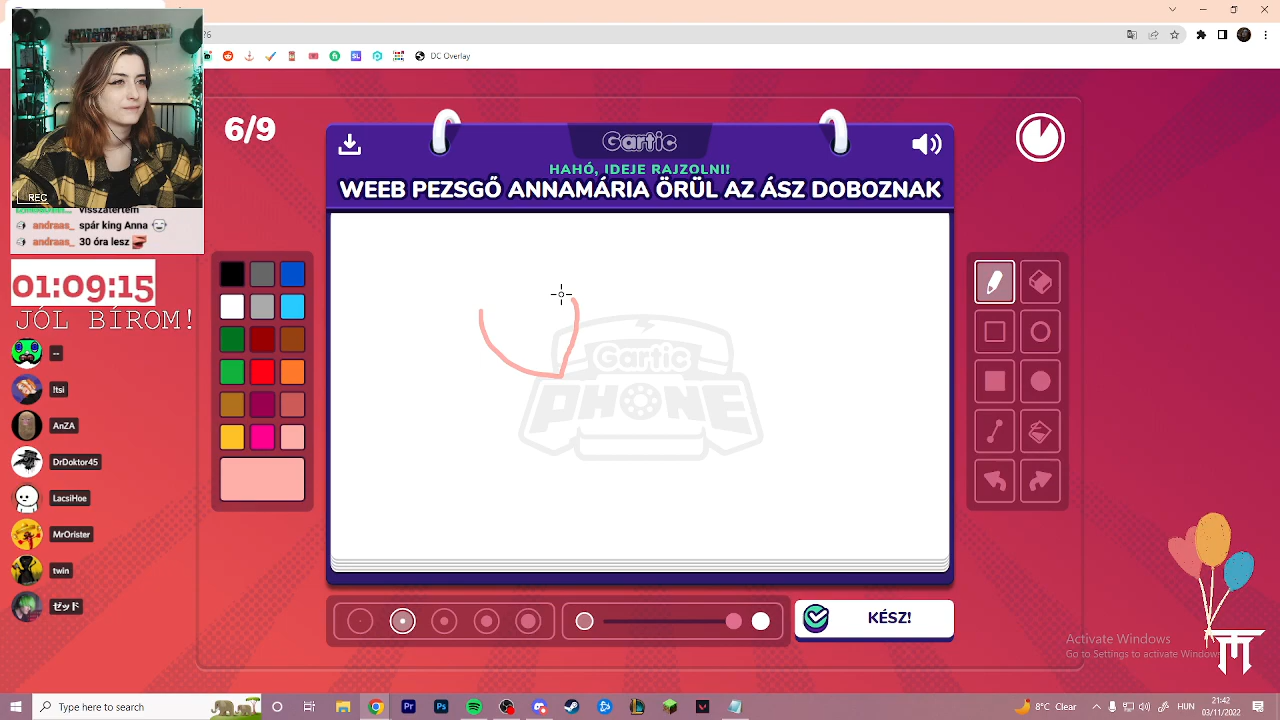 DC Overlay
REC
visszatértem
andraas_ spár king Anna
andraas_ 30 óra lesz
01:09:15
JÓL BÍROM!
--
!tsi
AnZA
DrDoktor45
LacsiHoe
MrOrister
twin
ゼッド
6/9
Gartic
HAHÓ, IDEJE RAJZOLNI!
WEEB PEZSGŐ ANNAMÁRIA ÖRÜL AZ ÁSZ DOBOZNAK
Gartic
PHONE
KÉSZ!
Activate Windows
Go to Settings to activate Windows.
Type here to search
8°C Clear
HUN
21:42
03/11/2022